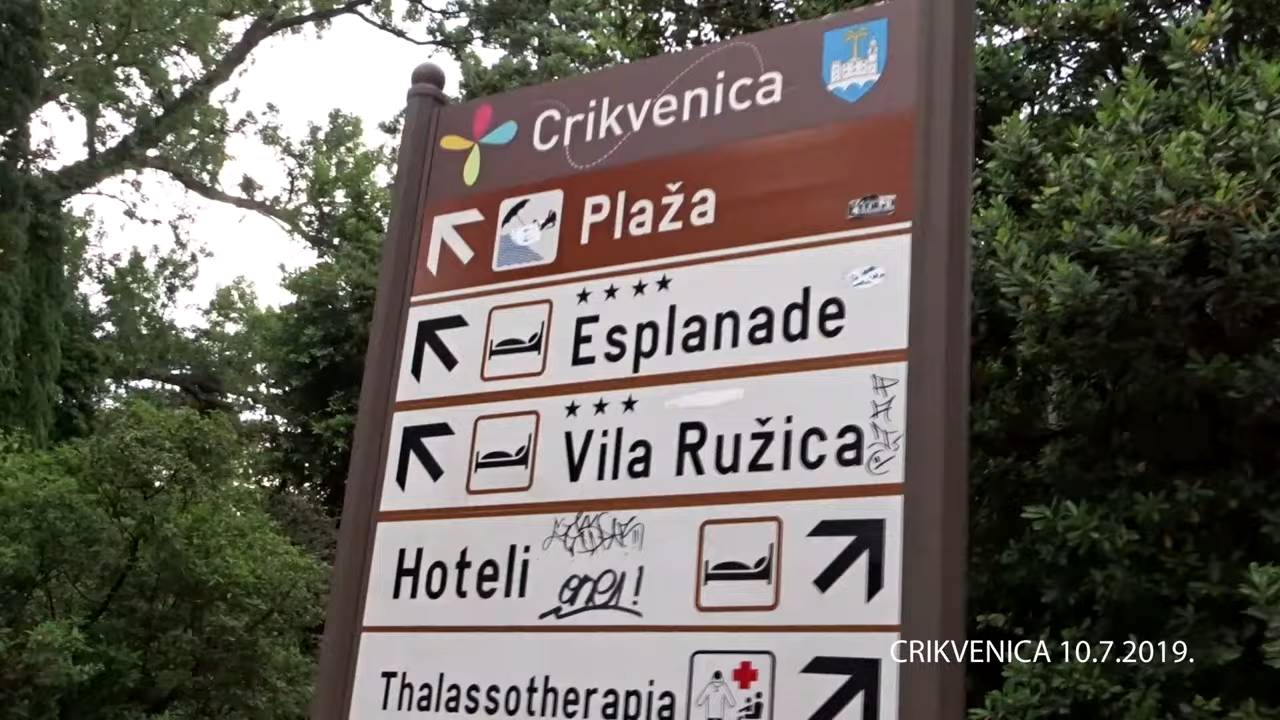 Crikvenica
Plaža
Esplanade
Vila Ružica
Hoteli
Thalassotherapia
CRIKVENICA 10.7.2019.